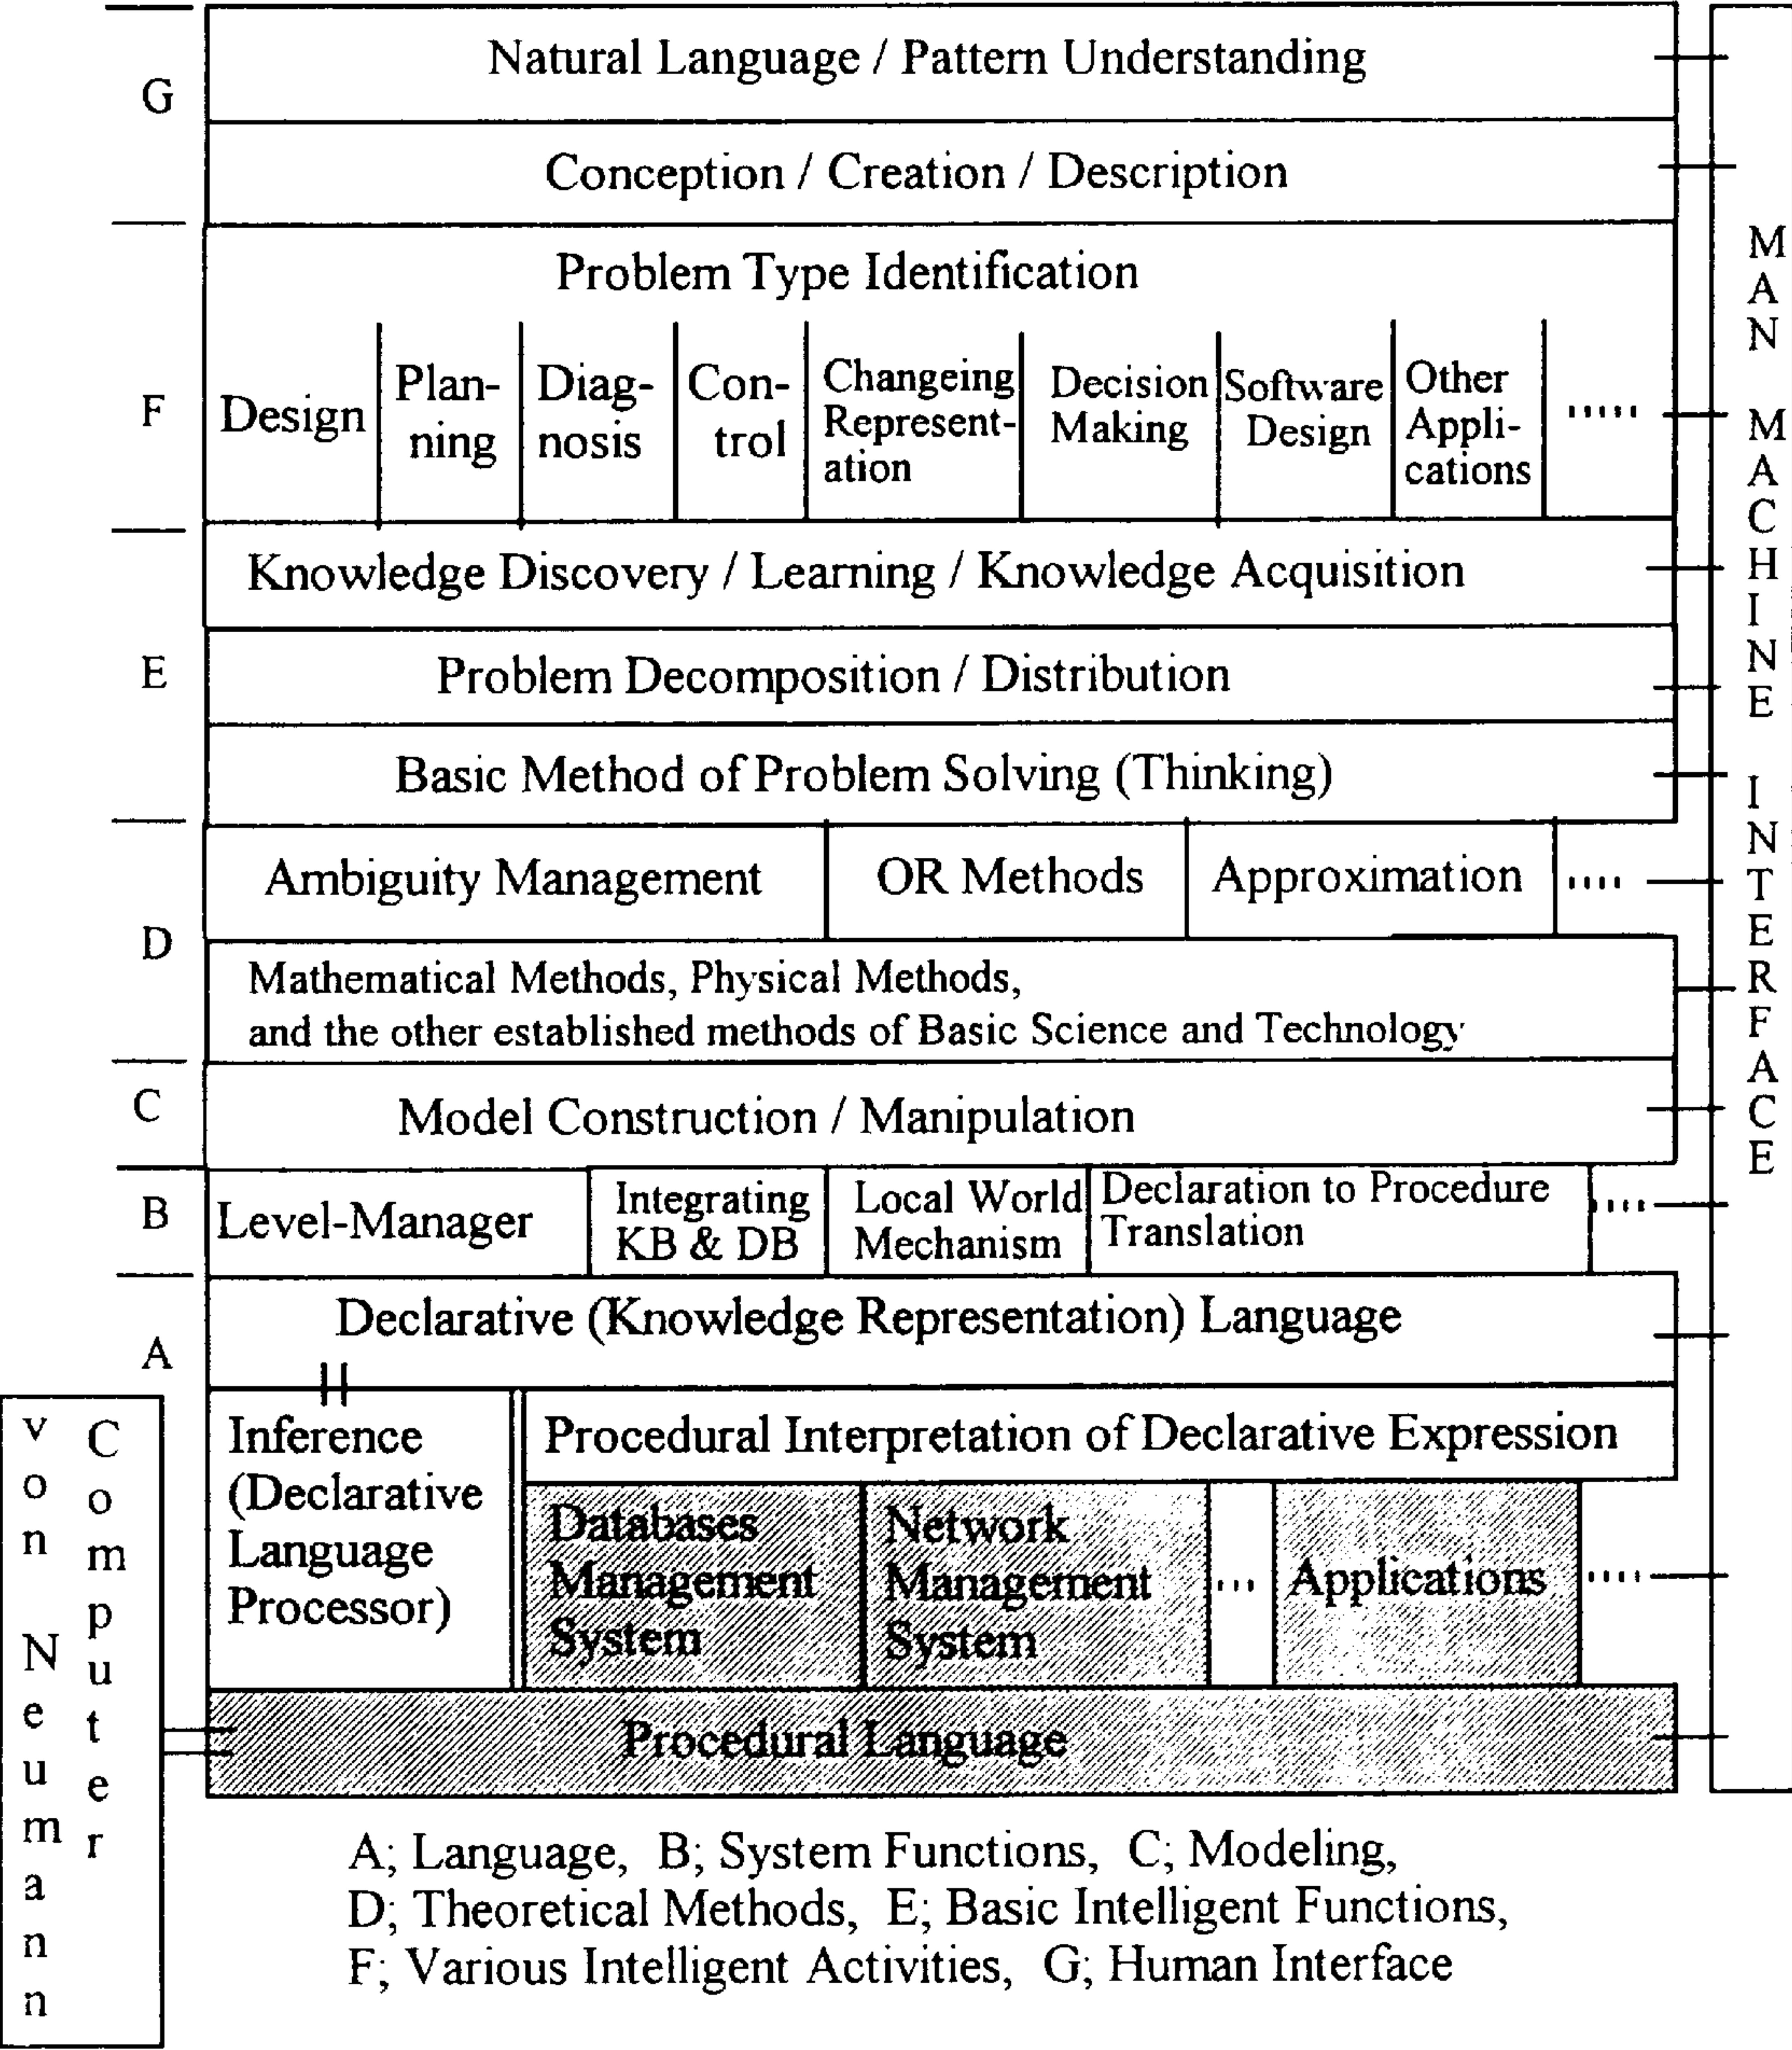 G
Natural Language / Pattern Understanding
Conception / Creation / Description
F
Problem Type Identification
Design
Plan-
ning
Diag-
nosis
Con-
trol
Changeing
Represent-
ation
Decision
Making
Software
Design
Other
Appli-
cations
.....
E
Knowledge Discovery / Learning / Knowledge Acquisition
Problem Decomposition / Distribution
Basic Method of Problem Solving (Thinking)
D
Ambiguity Management
OR Methods
Approximation
....
Mathematical Methods, Physical Methods,
and the other established methods of Basic Science and Technology
C
Model Construction / Manipulation
B
Level-Manager
Integrating
KB & DB
Local World
Mechanism
Declaration to Procedure
Translation
....
A
Declarative (Knowledge Representation) Language
Inference
(Declarative
Language
Processor)
Procedural Interpretation of Declarative Expression
Databases
Management
System
Network
Management
System
...
Applications
....
Procedural Language
von Neumann
Computer
MAN MACHINE INTERFACE
A; Language, B; System Functions, C; Modeling,
D; Theoretical Methods, E; Basic Intelligent Functions,
F; Various Intelligent Activities, G; Human Interface